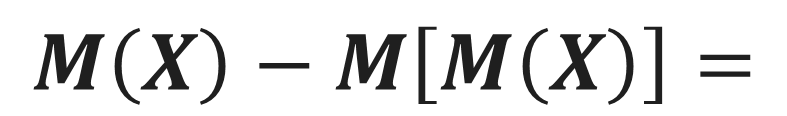 M(X) − M[M(X)] =